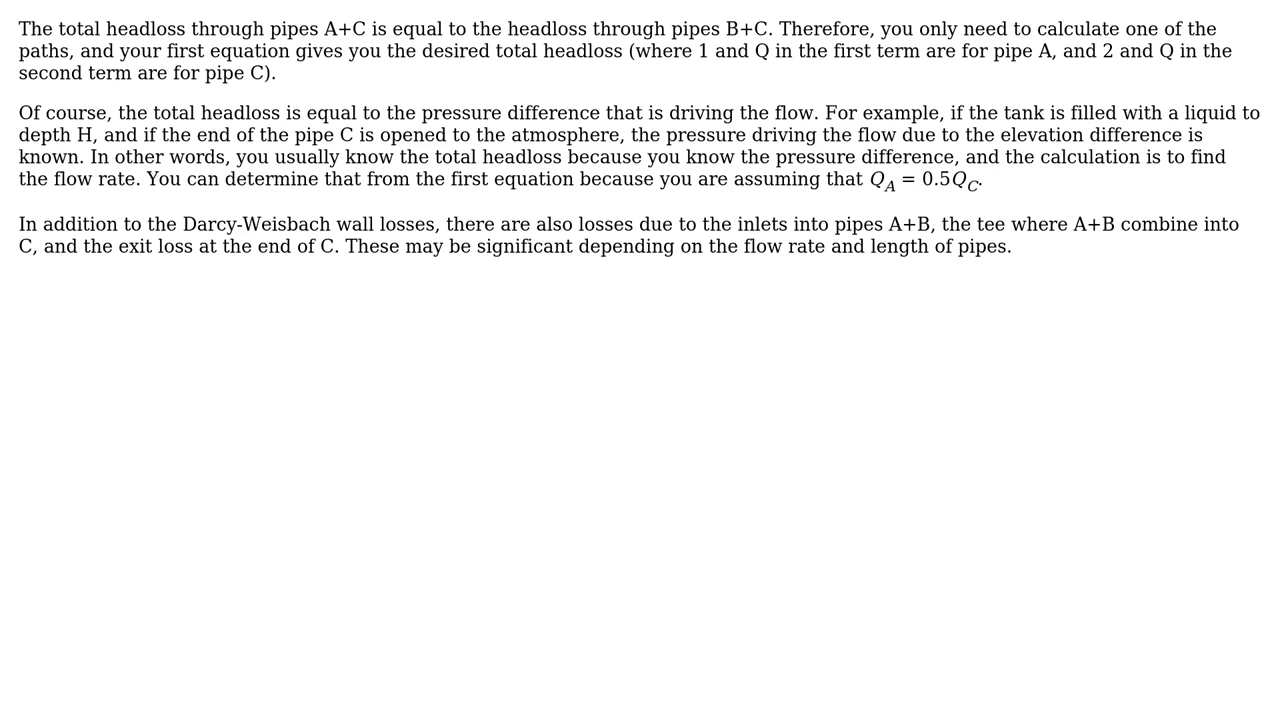 The total headloss through pipes A+C is equal to the headloss through pipes B+C. Therefore, you only need to calculate one of the
paths, and your first equation gives you the desired total headloss (where 1 and Q in the first term are for pipe A, and 2 and Q in the
second term are for pipe C).
Of course, the total headloss is equal to the pressure difference that is driving the flow. For example, if the tank is filled with a liquid to
depth H, and if the end of the pipe C is opened to the atmosphere, the pressure driving the flow due to the elevation difference is
known. In other words, you usually know the total headloss because you know the pressure difference, and the calculation is to find
the flow rate. You can determine that from the first equation because you are assuming that Q_A = 0.5Q_C.
In addition to the Darcy-Weisbach wall losses, there are also losses due to the inlets into pipes A+B, the tee where A+B combine into
C, and the exit loss at the end of C. These may be significant depending on the flow rate and length of pipes.